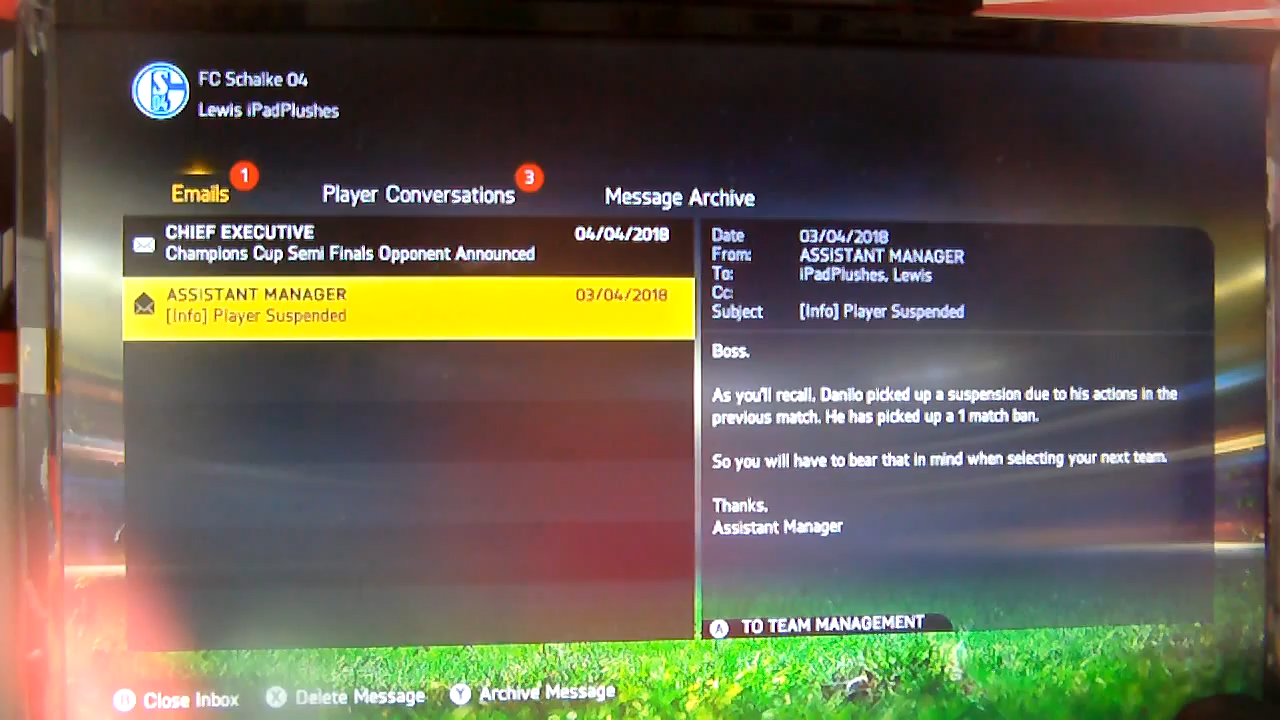 FC Schalke 04
Lewis iPadPlushes
Emails 1 Player Conversations 3 Message Archive
CHIEF EXECUTIVE 04/04/2018
Champions Cup Semi Finals Opponent Announced
ASSISTANT MANAGER 03/04/2018
[Info] Player Suspended
Date 03/04/2018
From: ASSISTANT MANAGER
To: iPadPlushes, Lewis
Cc:
Subject [Info] Player Suspended
Boss,
As you'll recall, Danilo picked up a suspension due to his actions in the
previous match. He has picked up a 1 match ban.
So you will have to bear that in mind when selecting your next team.
Thanks,
Assistant Manager
A TO TEAM MANAGEMENT
Close Inbox X Delete Message Y Archive Message